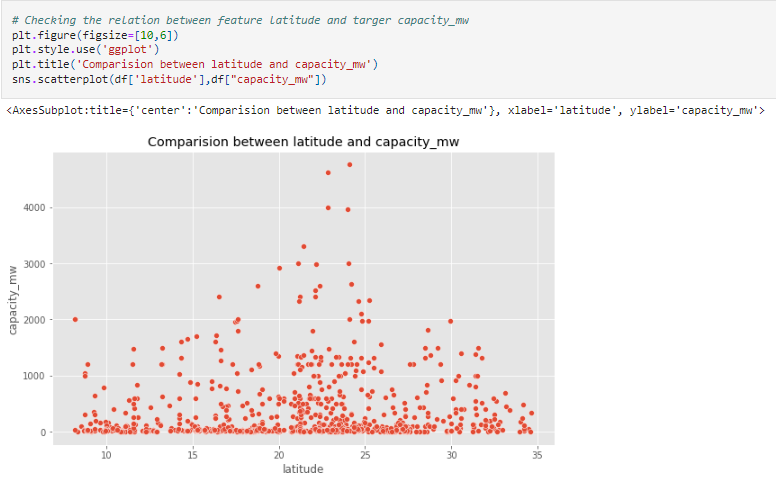 # Checking the relation between feature Latitude and targer capacity_mw
plt.figure(figsize=[10,6])
plt.style.use('ggplot')
plt.title('Comparision between latitude and capacity_mw')
sns.scatterplot(df['latitude'],df["capacity_mw"])
<AxesSubplot:title={'center':'Comparision between latitude and capacity_mw'}, xlabel='latitude', ylabel='capacity_mw'>
Comparision between latitude and capacity_mw
capacity_mw
4000
3000
2000
1000
0
10 15 20 25 30 35
latitude